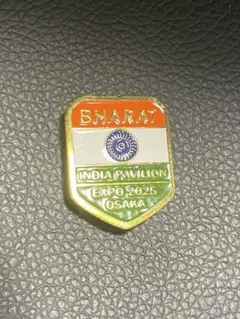 BHARAT
INDIA PAVILION
EXPO 2025
OSAKA